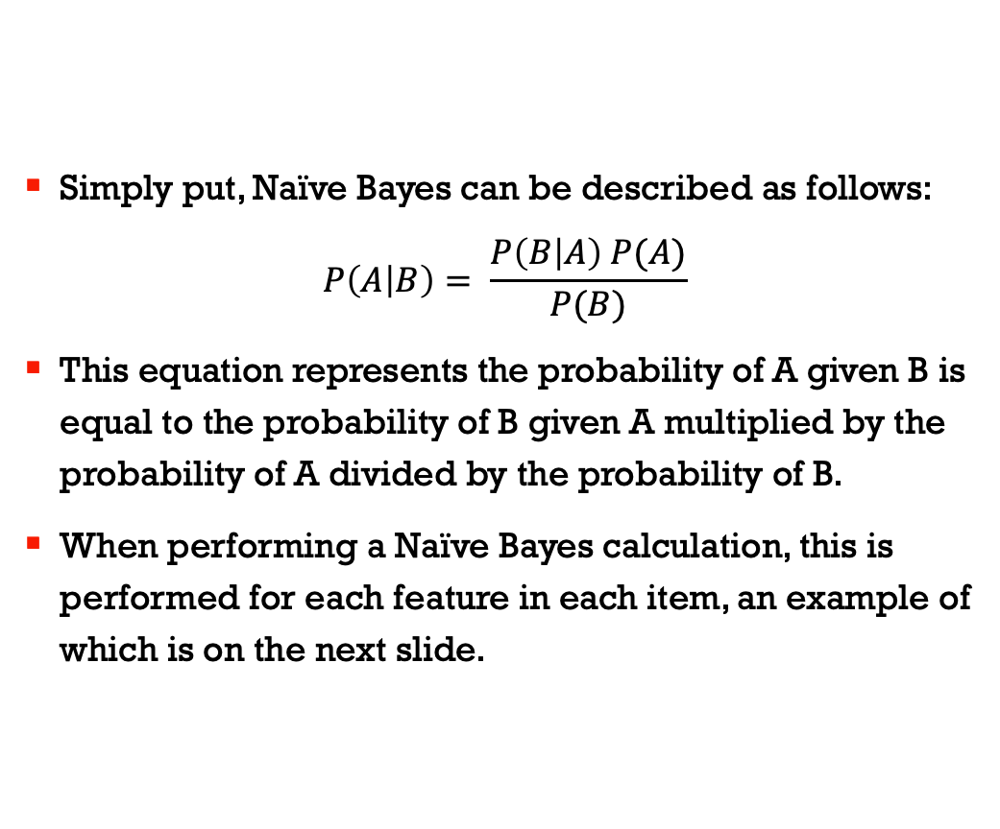 ▪ Simply put, Naïve Bayes can be described as follows:
P(A|B) = P(B|A) P(A) / P(B)
▪ This equation represents the probability of A given B is
equal to the probability of B given A multiplied by the
probability of A divided by the probability of B.
▪ When performing a Naïve Bayes calculation, this is
performed for each feature in each item, an example of
which is on the next slide.